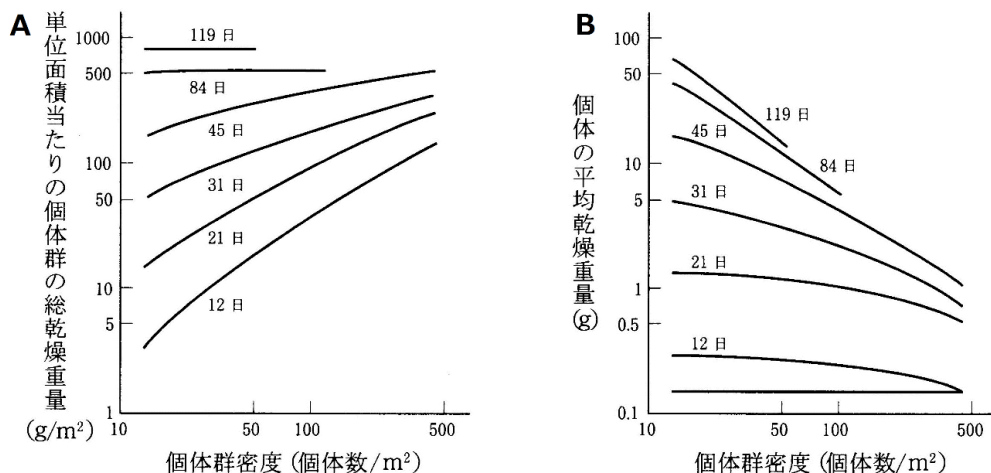 A
単位面積当たりの個体群の総乾燥重量
(g/m²)
1000
500
100
50
10
5
1
119 日
84 日
45 日
31 日
21 日
12 日
10
50
100
500
個体群密度 (個体数/m²)
B
個体の平均乾燥重量(g)
100
50
10
5
1
0.5
0.1
119 日
84 日
45 日
31 日
21 日
12 日
10
50
100
500
個体群密度 (個体数/m²)